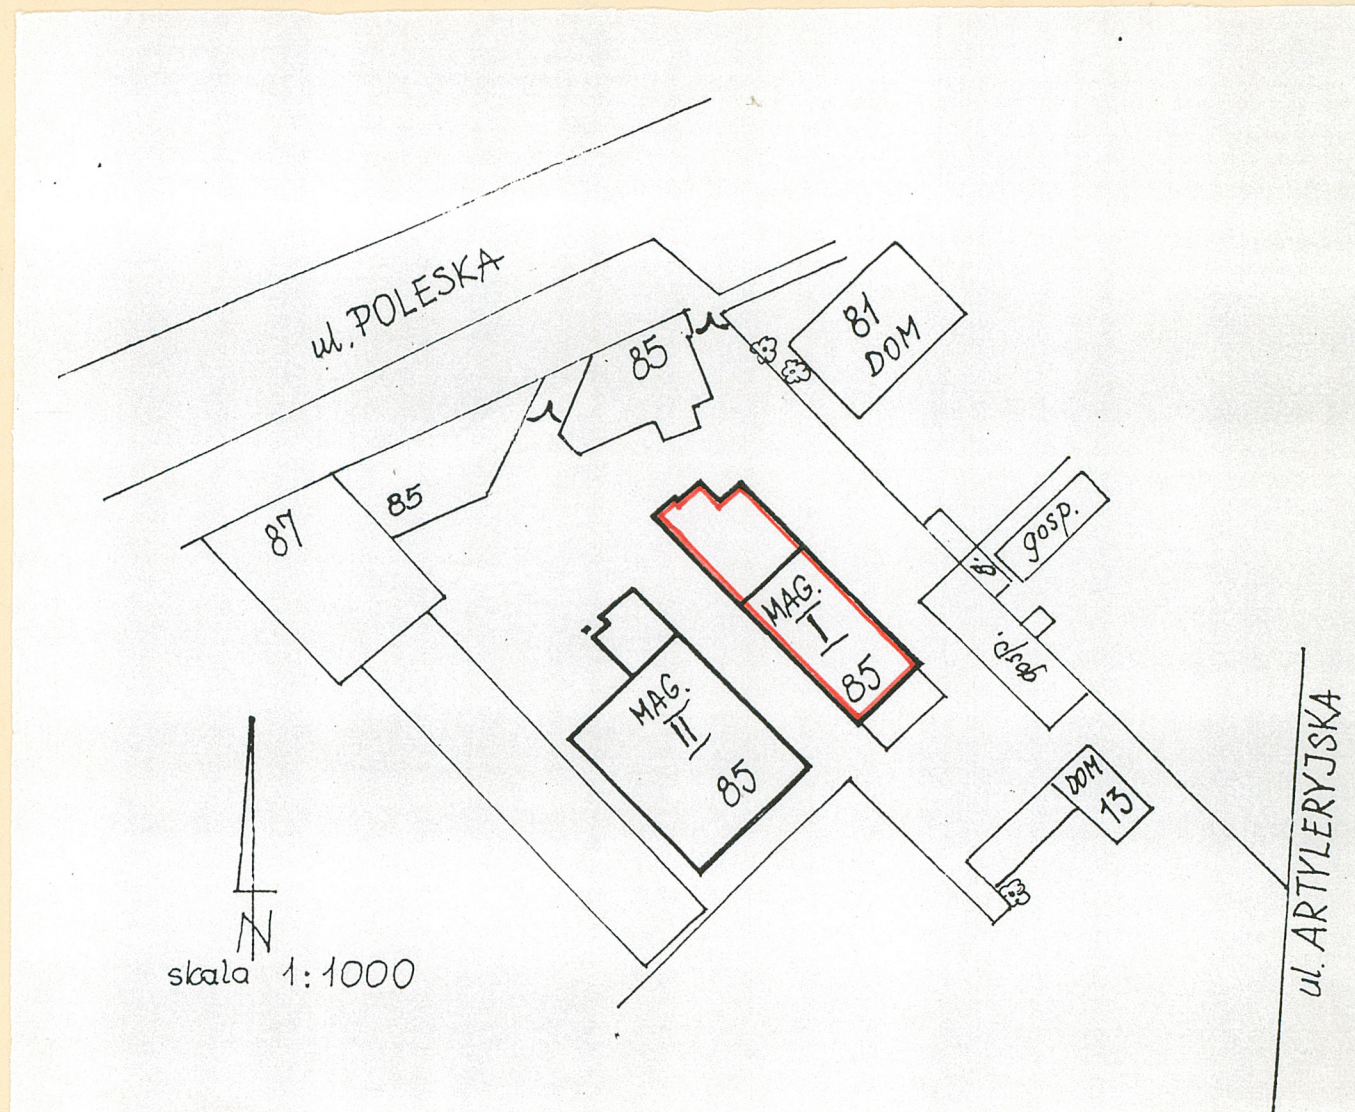 ul. POLESKA
81
DOM
85
85
87
gosp.
g.
gosp.
MAG.
I
85
MAG.
II
85
DOM
13
ul. ARTYLERYJSKA
N
skala 1:1000